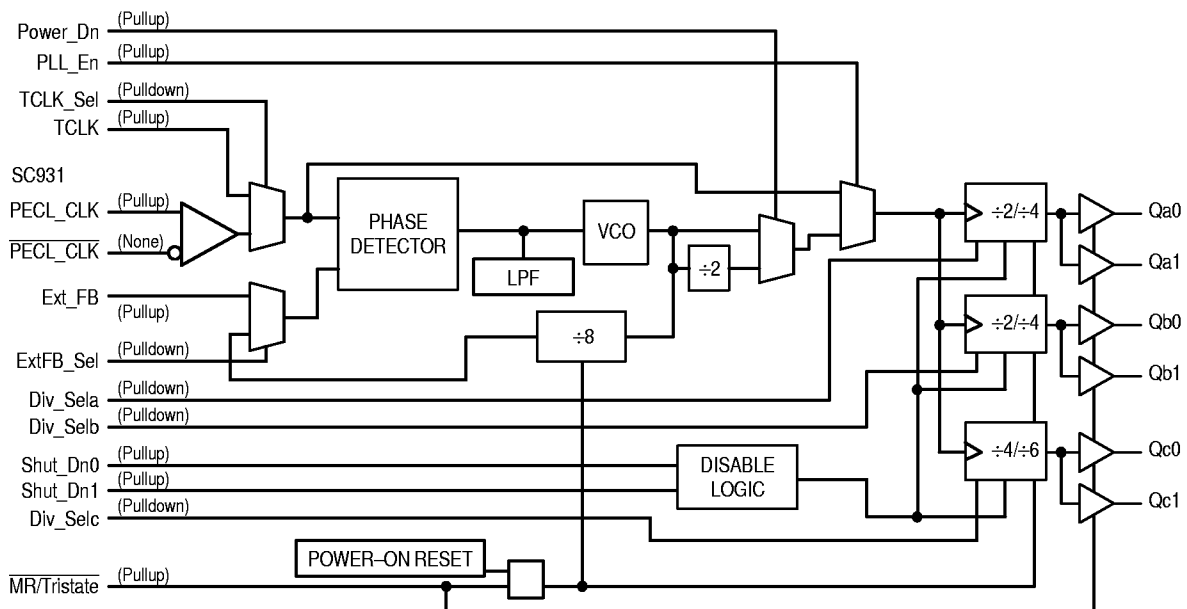 Power_Dn (Pullup)
PLL_En (Pullup)
TCLK_Sel (Pulldown)
TCLK (Pullup)
SC931
PECL_CLK (Pullup)
PECL_CLK (None)
Ext_FB
(Pullup)
ExtFB_Sel (Pulldown)
Div_Sela (Pulldown)
Div_Selb (Pulldown)
Shut_Dn0 (Pullup)
Shut_Dn1 (Pullup)
Div_Selc (Pulldown)
MR/Tristate (Pullup)
PHASE
DETECTOR
LPF
VCO
÷2
÷8
DISABLE
LOGIC
POWER–ON RESET
÷2/÷4
÷2/÷4
÷4/÷6
Qa0
Qa1
Qb0
Qb1
Qc0
Qc1